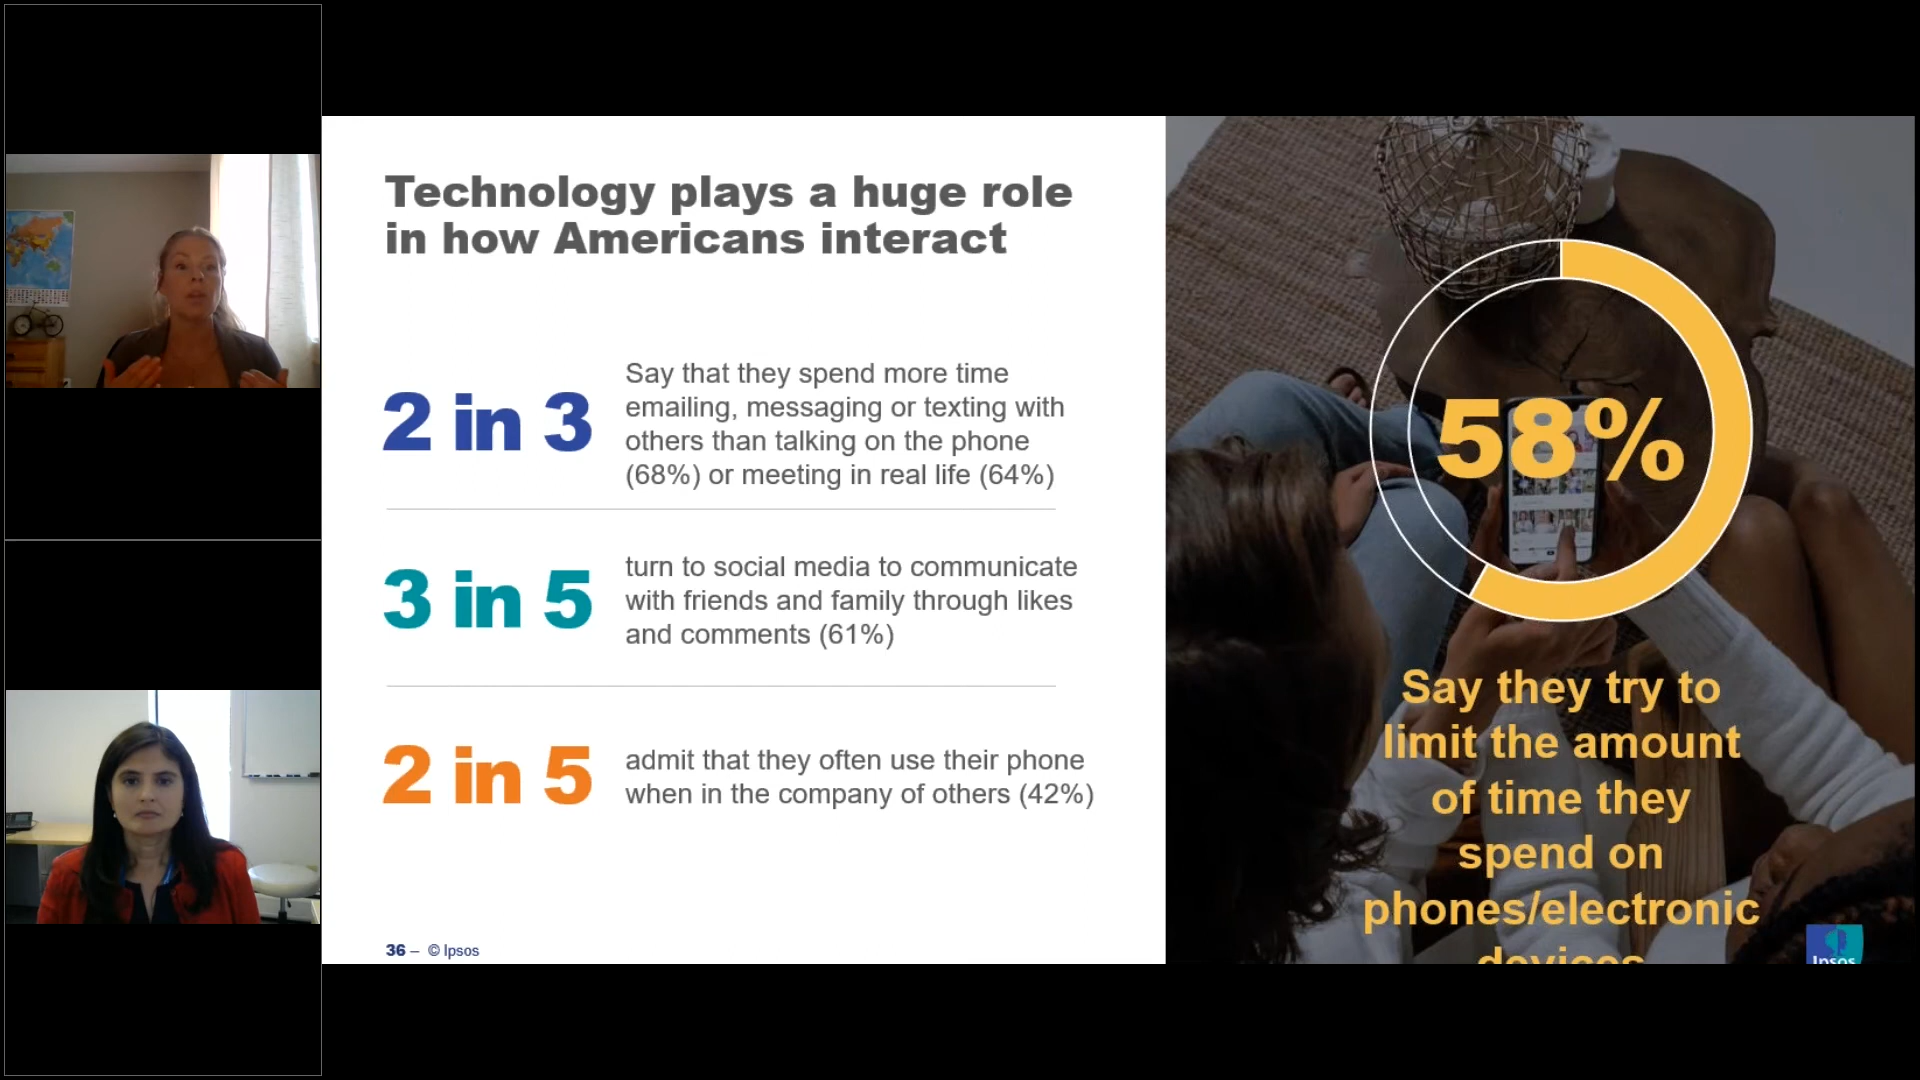 Technology plays a huge role
in how Americans interact
2 in 3
Say that they spend more time
emailing, messaging or texting with
others than talking on the phone
(68%) or meeting in real life (64%)
3 in 5
turn to social media to communicate
with friends and family through likes
and comments (61%)
2 in 5
admit that they often use their phone
when in the company of others (42%)
36 – © Ipsos
58%
Say they try to
limit the amount
of time they
spend on
phones/electronic
devices
Ipsos